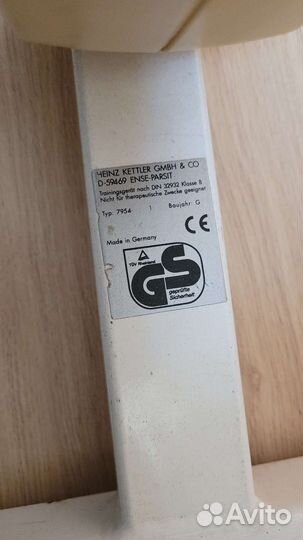 HEINZ KETTLER GMBH & CO
D-59469 ENSE-PARSIT
Trainingsgerät nach DIN 32932 Klasse B
Nicht für therapeutische Zwecke geeignet
Typ: 7954- 1 Baujahr: G
Made in Germany CE
TÜV Rheinland
GS
geprüfte
Sicherheit
Avito